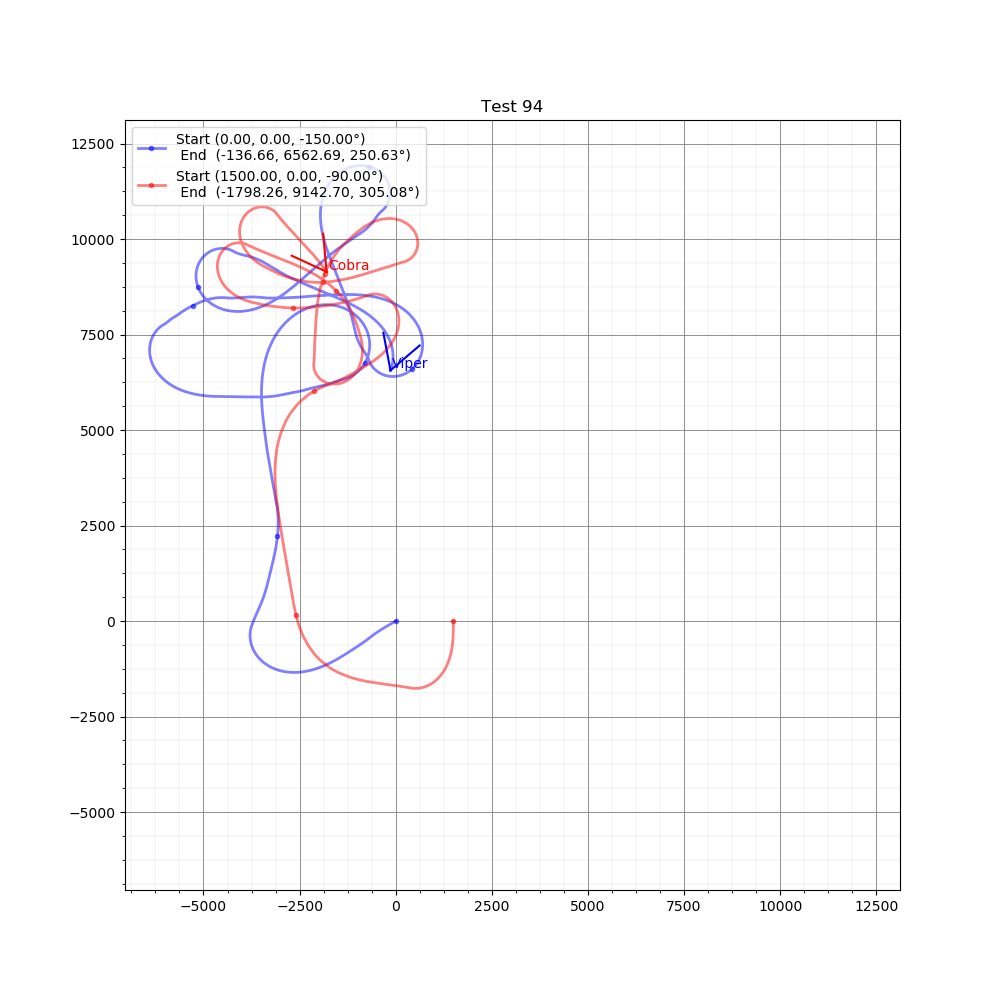 Test 94
Start (0.00, 0.00, -150.00°)
End (-136.66, 6562.69, 250.63°)
Start (1500.00, 0.00, -90.00°)
End (-1798.26, 9142.70, 305.08°)
12500
10000
7500
5000
2500
0
−2500
−5000
Cobra
Viper
−5000 −2500 0 2500 5000 7500 10000 12500